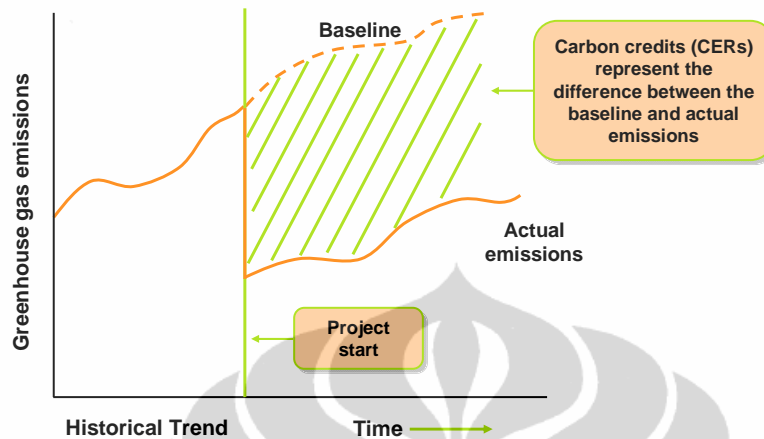 Baseline
Carbon credits (CERs)
represent the
difference between the
baseline and actual
emissions
Greenhouse gas emissions
Actual
emissions
Project
start
Historical Trend
Time